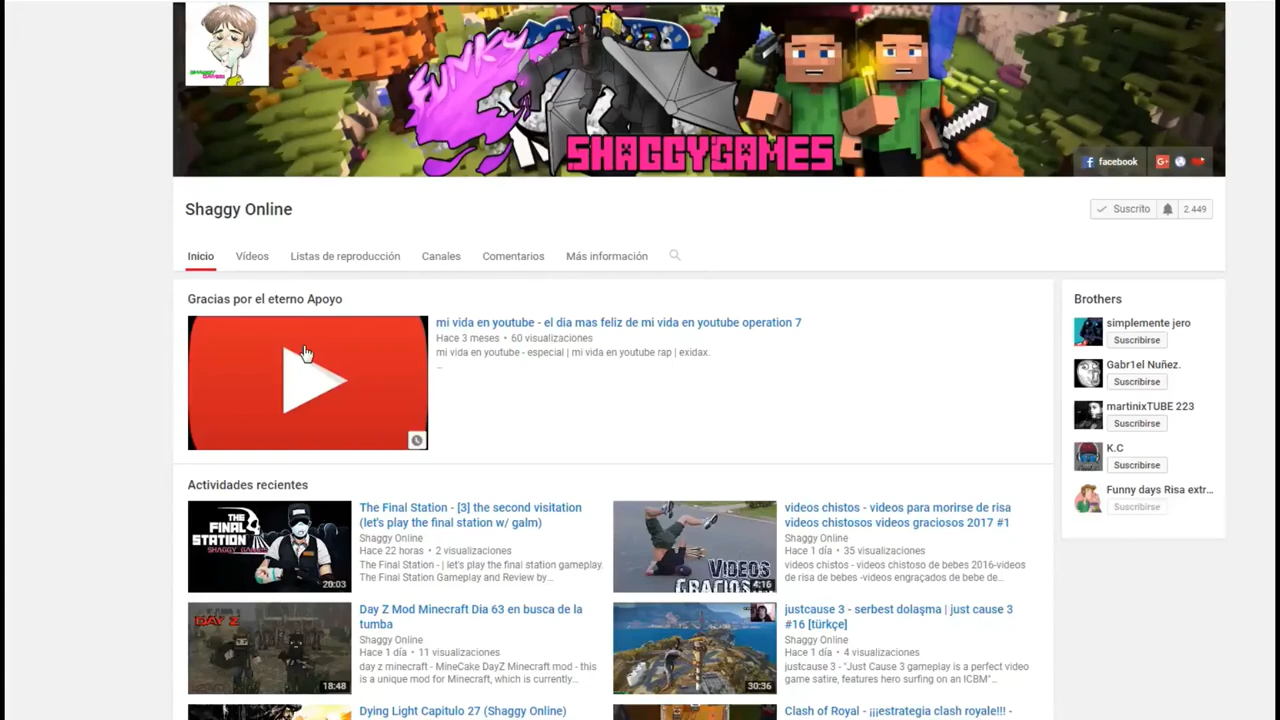 SHAGGY
GAMES
SHAGGYGAMES
facebook
Shaggy Online
Suscrito
2.449
Inicio
Vídeos
Listas de reproducción
Canales
Comentarios
Más información
Gracias por el eterno Apoyo
mi vida en youtube - el dia mas feliz de mi vida en youtube operation 7
Hace 3 meses • 60 visualizaciones
mi vida en youtube - especial | mi vida en youtube rap | exidax.
...
Brothers
simplemente jero
Suscribirse
Gabr1el Nuñez.
Suscribirse
martinixTUBE 223
Suscribirse
K.C
Suscribirse
Funny days Risa extr...
Suscribirse
Actividades recientes
THE
FINAL
STATION
SHAGGY GAMES
20:03
The Final Station - [3] the second visitation
(let's play the final station w/ galm)
Shaggy Online
Hace 22 horas • 2 visualizaciones
The Final Station - | let's play the final station gameplay.
The Final Station Gameplay and Review by...
VIDEOS
GRACIOS
4:16
videos chistos - videos para morirse de risa
videos chistosos videos graciosos 2017 #1
Shaggy Online
Hace 1 día • 35 visualizaciones
videos chistos - videos chistoso de bebes 2016-videos
de risa de bebes -videos engraçados de bebe de...
DAY Z
18:48
Day Z Mod Minecraft Dia 63 en busca de la
tumba
Shaggy Online
Hace 1 día • 11 visualizaciones
day z minecraft - MineCake DayZ Minecraft mod - this
is a unique mod for Minecraft, which is currently...
30:36
justcause 3 - serbest dolaşma | just cause 3
#16 [türkçe]
Shaggy Online
Hace 1 día • 4 visualizaciones
justcause 3 - "Just Cause 3 gameplay is a perfect video
game satire, features hero surfing on an ICBM"...
Dying Light Capitulo 27 (Shaggy Online)
Clash of Royal - ¡¡¡estrategia clash royale!!! -